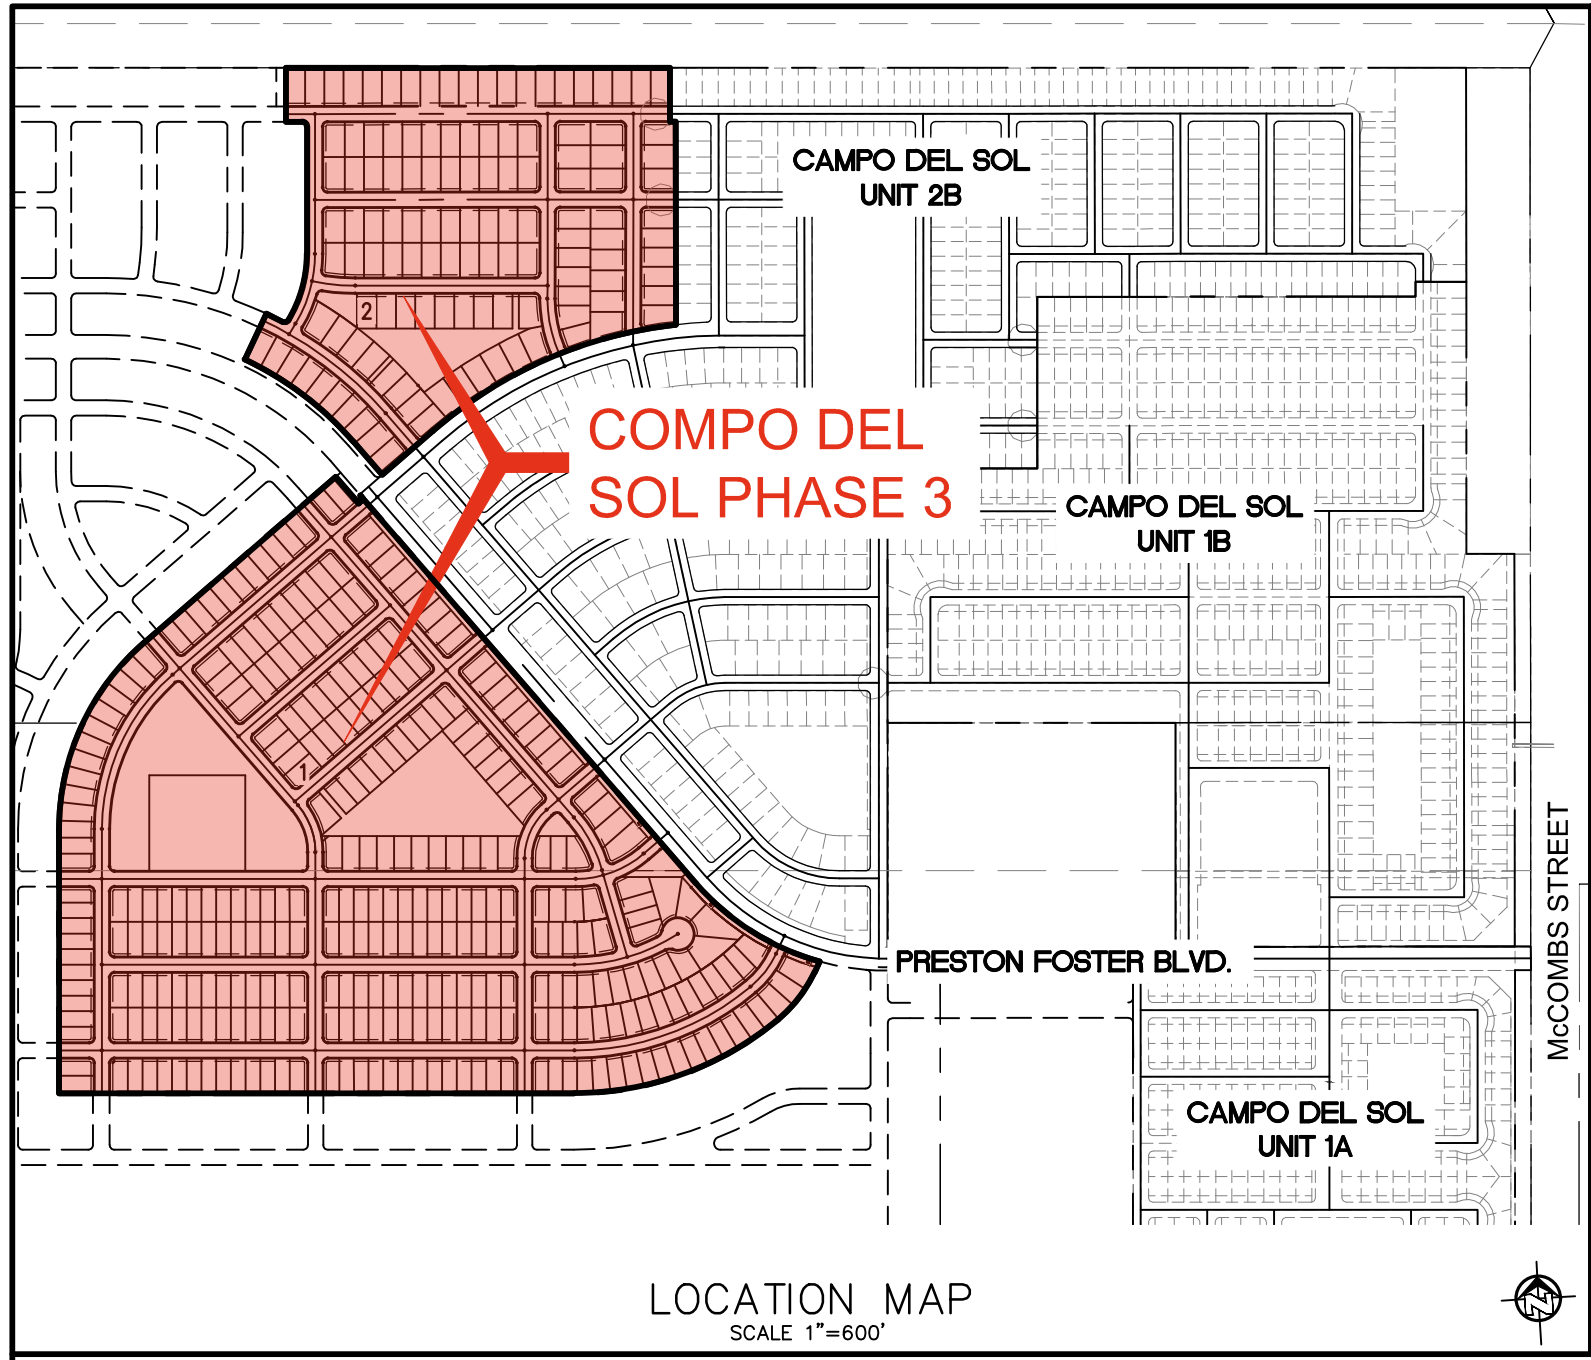 CAMPO DEL SOL
UNIT 2B
2
COMPO DEL
SOL PHASE 3
CAMPO DEL SOL
UNIT 1B
1
PRESTON FOSTER BLVD.
McCOMBS STREET
CAMPO DEL SOL
UNIT 1A
LOCATION MAP
SCALE 1"=600'
N